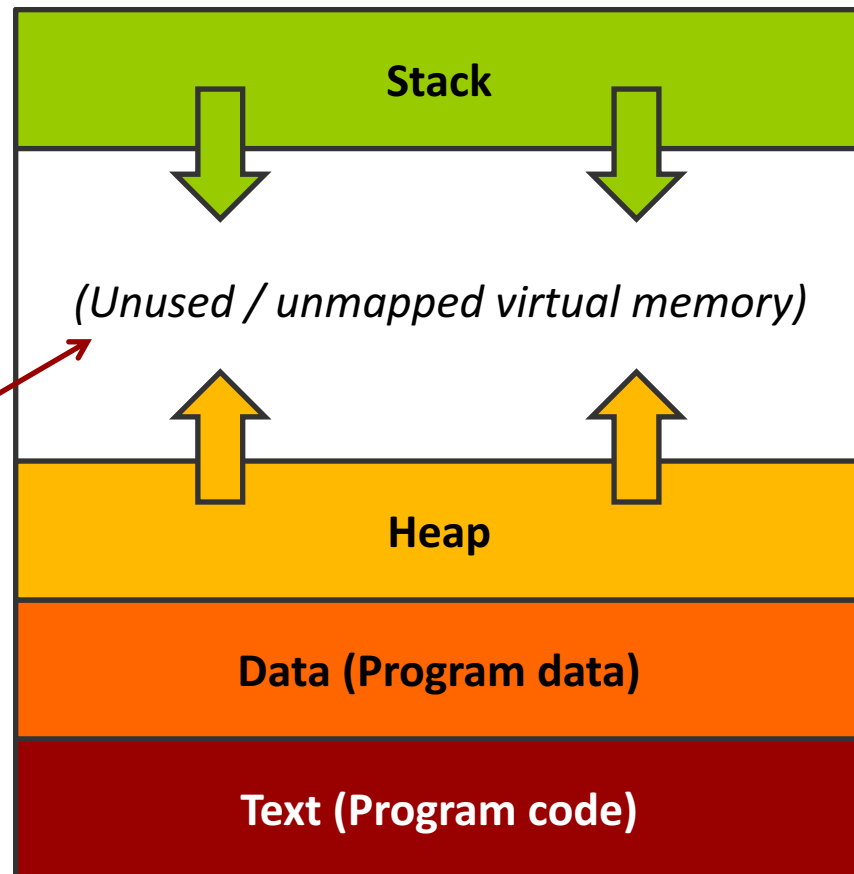 Stack
(Unused / unmapped virtual memory)
Heap
Data (Program data)
Text (Program code)